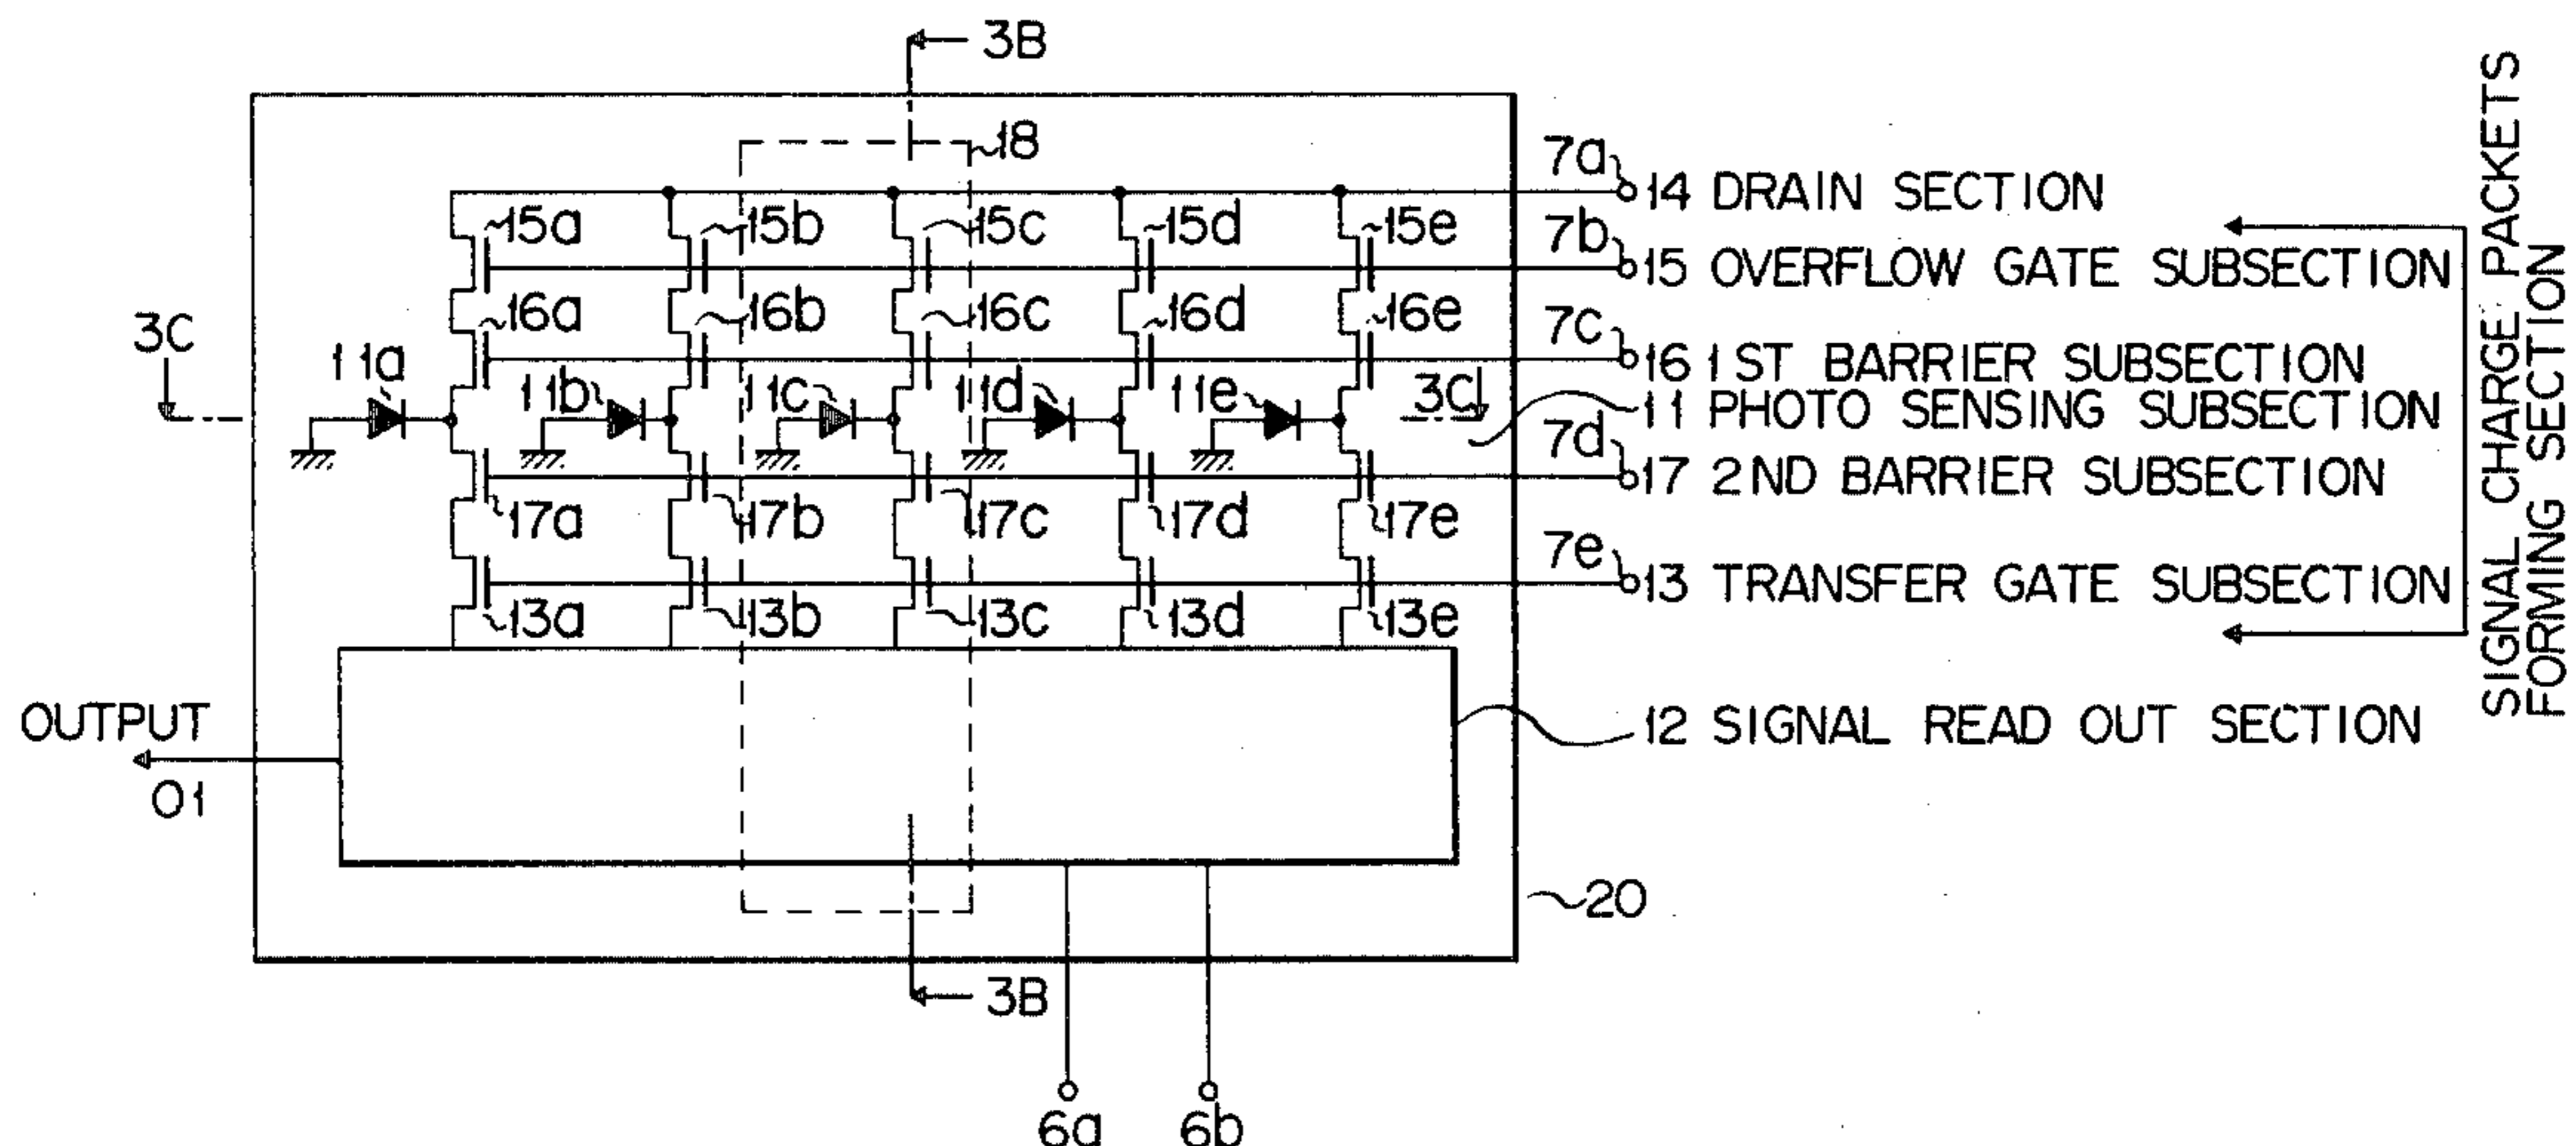 3B
18
7a
14 DRAIN SECTION
15a 15b 15c 15d 15e
7b
15 OVERFLOW GATE SUBSECTION
16a 16b 16c 16d 16e
7c
16 1ST BARRIER SUBSECTION
3C
11a 11b 11c 11d 11e
3C
11 PHOTO SENSING SUBSECTION
7d
17 2ND BARRIER SUBSECTION
17a 17b 17c 17d 17e
7e
13 TRANSFER GATE SUBSECTION
13a 13b 13c 13d 13e
SIGNAL CHARGE PACKETS
FORMING SECTION
12 SIGNAL READ OUT SECTION
OUTPUT
O1
20
3B
6a 6b